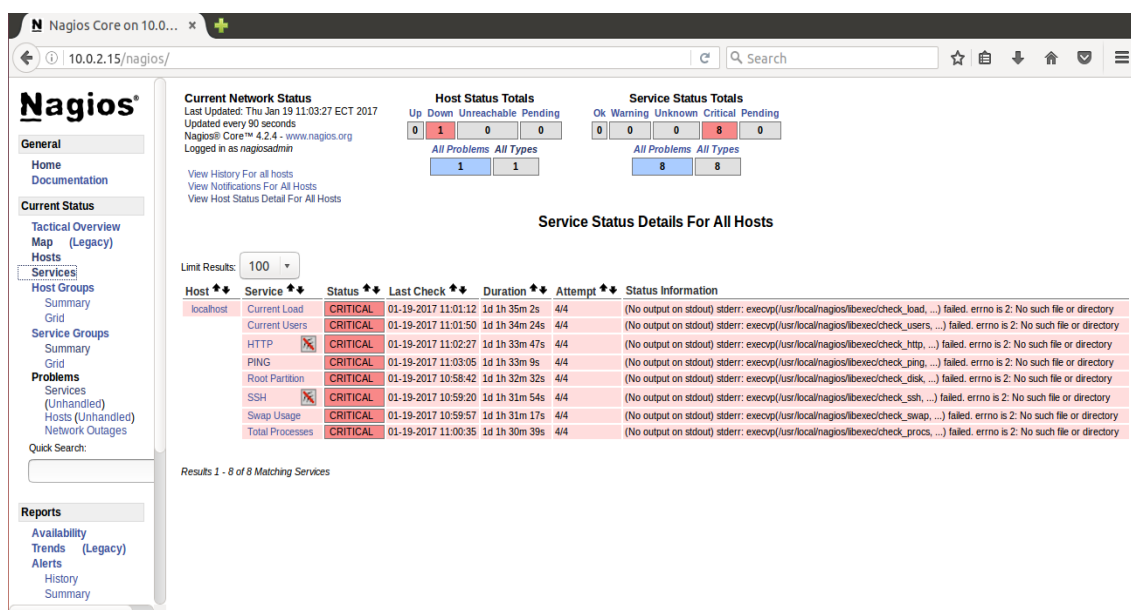 N Nagios Core on 10.0... ×
10.0.2.15/nagios/
Search
Nagios®
General
Home
Documentation
Current Status
Tactical Overview
Map (Legacy)
Hosts
Services
Host Groups
Summary
Grid
Service Groups
Summary
Grid
Problems
Services
(Unhandled)
Hosts (Unhandled)
Network Outages
Quick Search:
Reports
Availability
Trends (Legacy)
Alerts
History
Summary
Current Network Status
Last Updated: Thu Jan 19 11:03:27 ECT 2017
Updated every 90 seconds
Nagios® Core™ 4.2.4 - www.nagios.org
Logged in as nagiosadmin
View History For all hosts
View Notifications For All Hosts
View Host Status Detail For All Hosts
Host Status Totals
Up Down Unreachable Pending
0 1 0 0
All Problems All Types
1 1
Service Status Totals
Ok Warning Unknown Critical Pending
0 0 0 8 0
All Problems All Types
8 8
Service Status Details For All Hosts
Limit Results: 100
Host Service Status Last Check Duration Attempt Status Information
localhost Current Load CRITICAL 01-19-2017 11:01:12 1d 1h 35m 2s 4/4 (No output on stdout) stderr: execvp(/usr/local/nagios/libexec/check_load, ...) failed. errno is 2: No such file or directory
Current Users CRITICAL 01-19-2017 11:01:50 1d 1h 34m 24s 4/4 (No output on stdout) stderr: execvp(/usr/local/nagios/libexec/check_users, ...) failed. errno is 2: No such file or directory
HTTP CRITICAL 01-19-2017 11:02:27 1d 1h 33m 47s 4/4 (No output on stdout) stderr: execvp(/usr/local/nagios/libexec/check_http, ...) failed. errno is 2: No such file or directory
PING CRITICAL 01-19-2017 11:03:05 1d 1h 33m 9s 4/4 (No output on stdout) stderr: execvp(/usr/local/nagios/libexec/check_ping, ...) failed. errno is 2: No such file or directory
Root Partition CRITICAL 01-19-2017 10:58:42 1d 1h 32m 32s 4/4 (No output on stdout) stderr: execvp(/usr/local/nagios/libexec/check_disk, ...) failed. errno is 2: No such file or directory
SSH CRITICAL 01-19-2017 10:59:20 1d 1h 31m 54s 4/4 (No output on stdout) stderr: execvp(/usr/local/nagios/libexec/check_ssh, ...) failed. errno is 2: No such file or directory
Swap Usage CRITICAL 01-19-2017 10:59:57 1d 1h 31m 17s 4/4 (No output on stdout) stderr: execvp(/usr/local/nagios/libexec/check_swap, ...) failed. errno is 2: No such file or directory
Total Processes CRITICAL 01-19-2017 11:00:35 1d 1h 30m 39s 4/4 (No output on stdout) stderr: execvp(/usr/local/nagios/libexec/check_procs, ...) failed. errno is 2: No such file or directory
Results 1 - 8 of 8 Matching Services